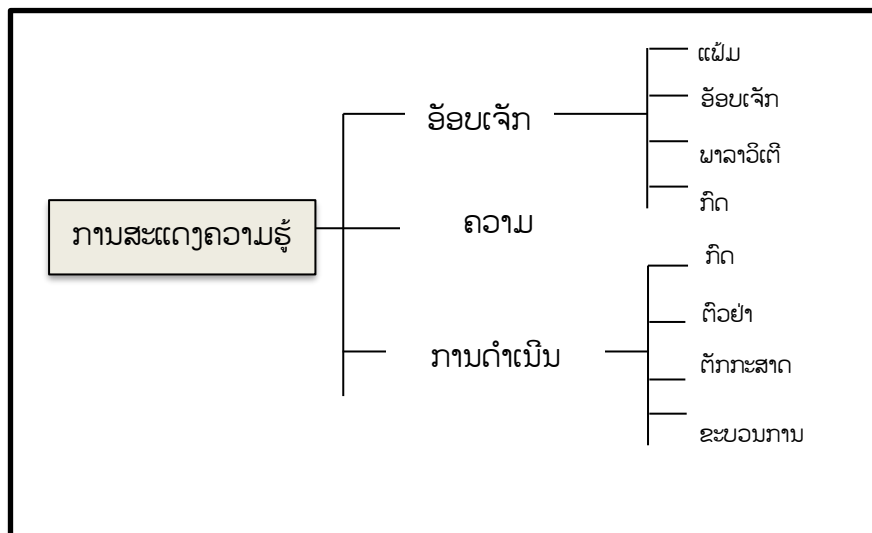 ການສະແດງຄວາມຮູ້
ອັອບເຈັກ
ແຟ້ມ
ອັອບເຈັກ
ພາລາວິເຕີ
ກົດ
ຄວາມ
ການດຳເນີນ
ກົດ
ຕົວຢ່າ
ຕັກກະສາດ
ຂະບວນການ